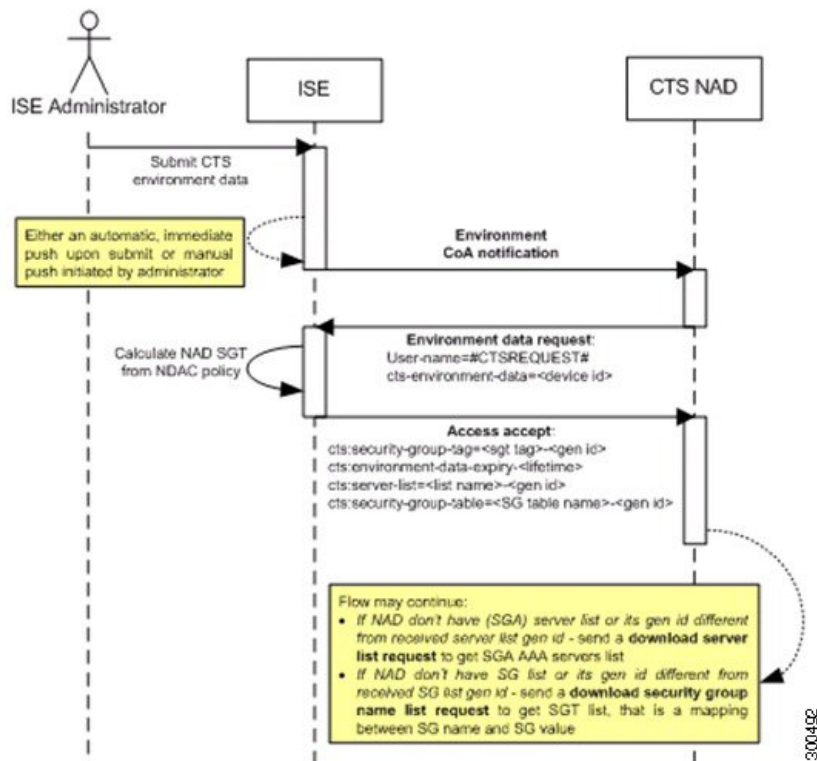 ISE Administrator
ISE
CTS NAD
Submit CTS
environment data
Either an automatic, immediate
push upon submit or manual
push initiated by administrator
Environment
CoA notification
Calculate NAD SGT
from NDAC policy
Environment data request:
User-name=#CTSREQUEST#
cts-environment-data=<device id>
Access accept:
cts:security-group-tag=<sgt tag>-<gen id>
cts:environment-data-expiry-<lifetime>
cts:server-list=<list name>-<gen id>
cts:security-group-table=<SG table name>-<gen id>
Flow may continue:
• If NAD don't have (SGA) server list or its gen id different
from received server list gen id - send a download server
list request to get SGA AAA servers list
• If NAD don't have SG list or its gen id different from
received SG list gen id - send a download security group
name list request to get SGT list, that is a mapping
between SG name and SG value
300492